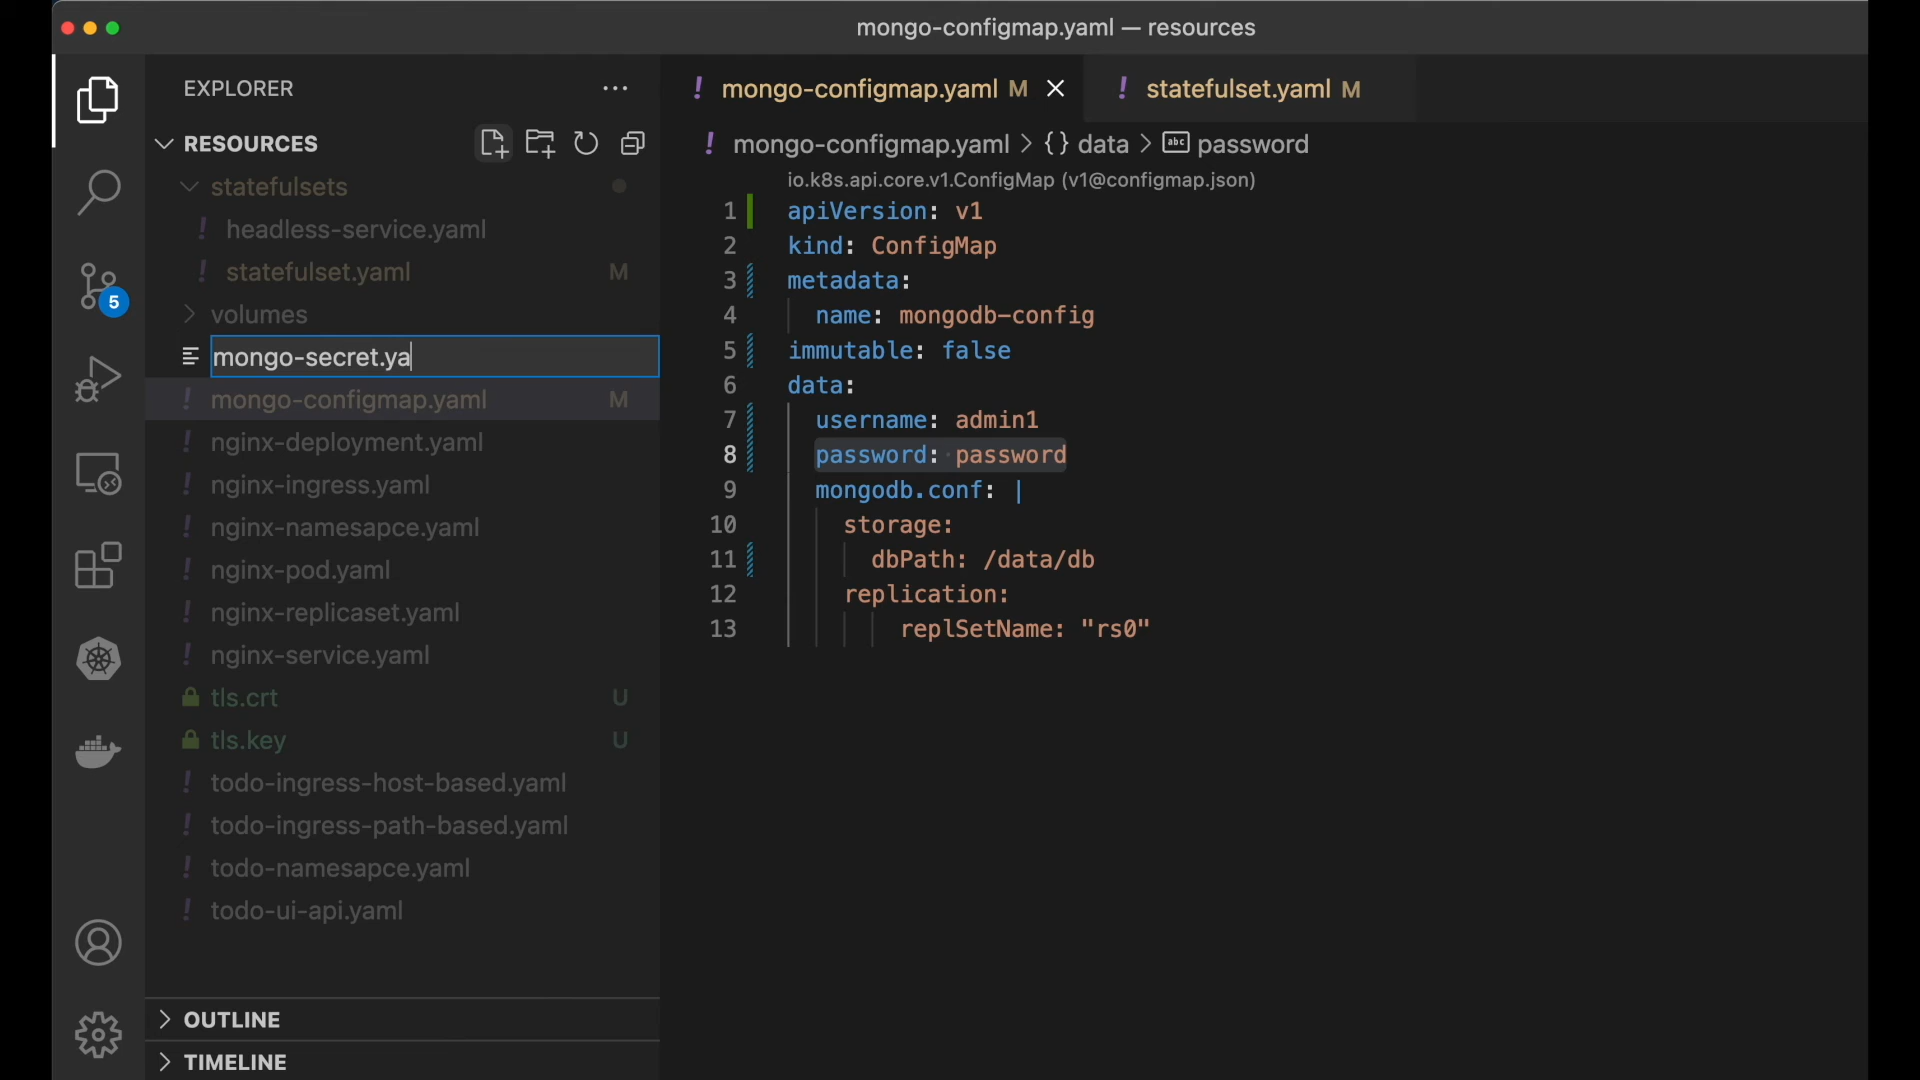 mongo-configmap.yaml — resources
EXPLORER
RESOURCES
statefulsets
headless-service.yaml
statefulset.yaml M
volumes
mongo-secret.ya
mongo-configmap.yaml M
nginx-deployment.yaml
nginx-ingress.yaml
nginx-namesapce.yaml
nginx-pod.yaml
nginx-replicaset.yaml
nginx-service.yaml
tls.crt U
tls.key U
todo-ingress-host-based.yaml
todo-ingress-path-based.yaml
todo-namesapce.yaml
todo-ui-api.yaml
OUTLINE
TIMELINE
5
! mongo-configmap.yaml M
! statefulset.yaml M
! mongo-configmap.yaml > {} data > abc password
io.k8s.api.core.v1.ConfigMap (v1@configmap.json)
1 apiVersion: v1
2 kind: ConfigMap
3 metadata:
4 name: mongodb-config
5 immutable: false
6 data:
7 username: admin1
8 password: password
9 mongodb.conf: |
10 storage:
11 dbPath: /data/db
12 replication:
13 replSetName: "rs0"